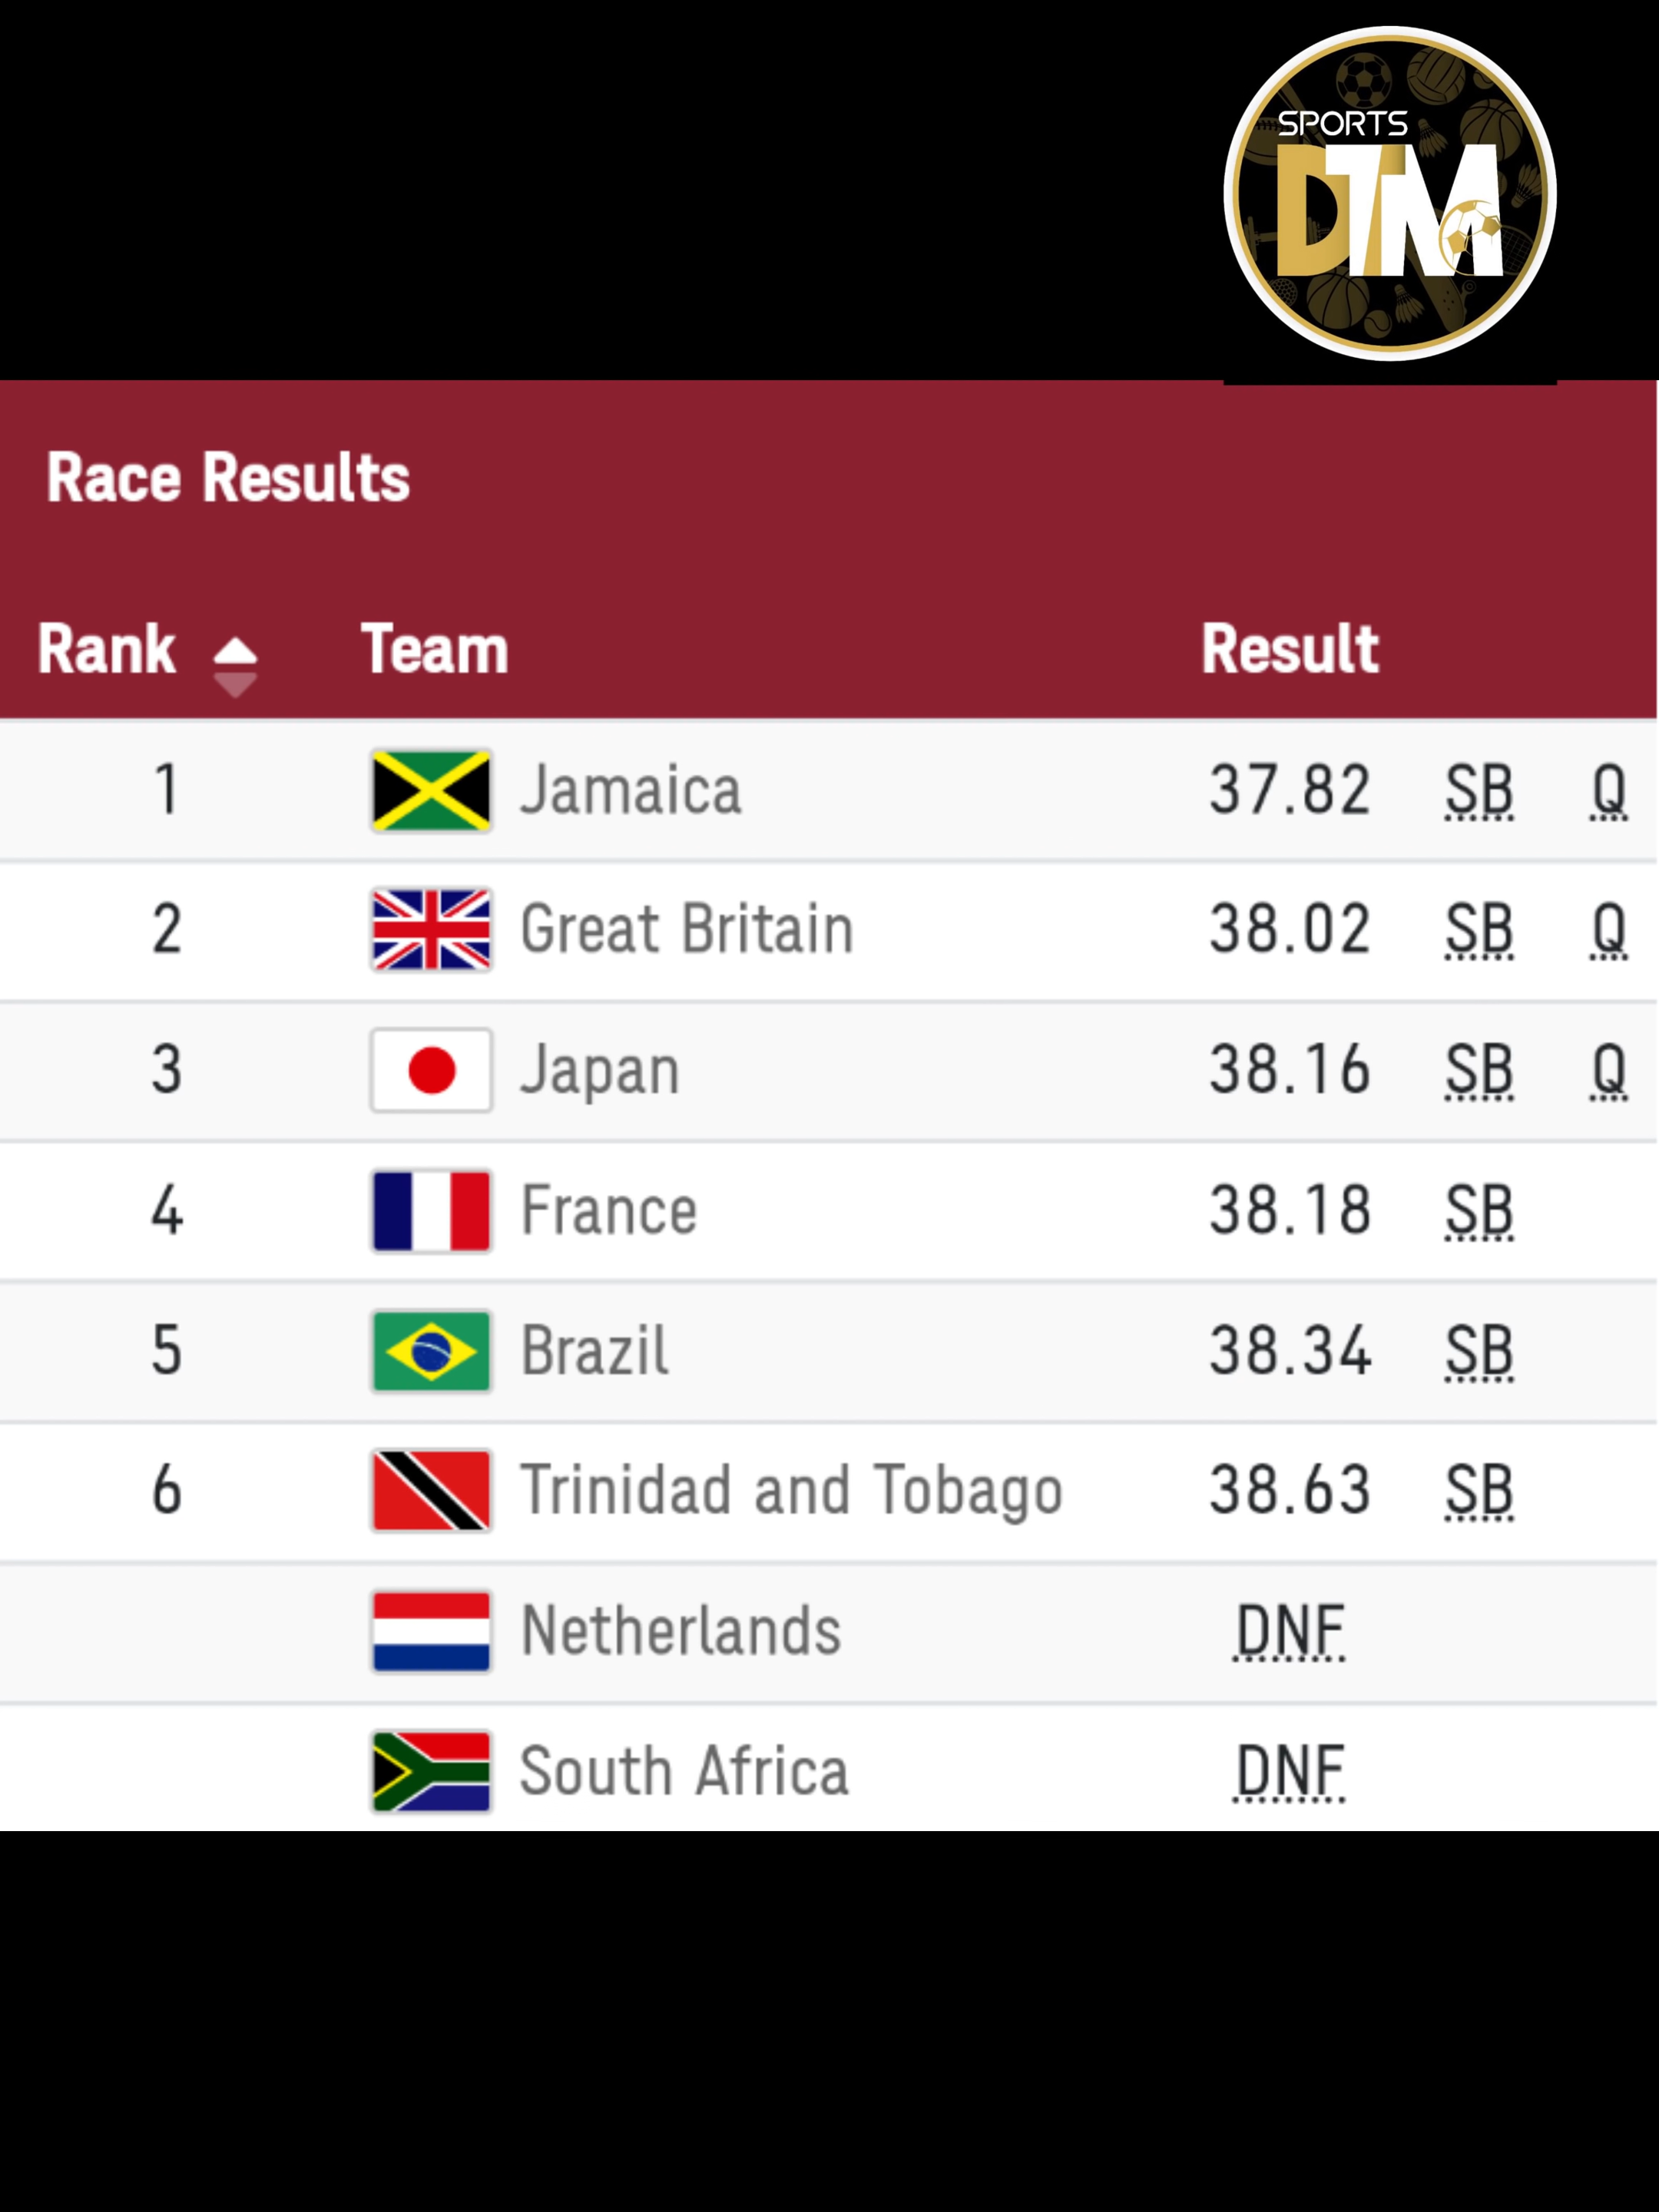 SPORTS
DTM
Race Results
Rank Team Result
1 Jamaica 37.82 SB Q
2 Great Britain 38.02 SB Q
3 Japan 38.16 SB Q
4 France 38.18 SB
5 Brazil 38.34 SB
6 Trinidad and Tobago 38.63 SB
Netherlands DNF
South Africa DNF